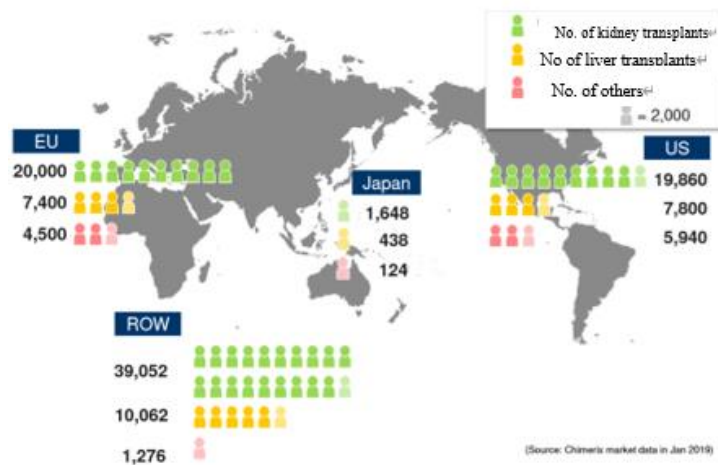 No. of kidney transplants↵
No of liver transplants↵
No. of others↵
= 2,000
EU
20,000
7,400
4,500
Japan
1,648
438
124
US
19,860
7,800
5,940
ROW
39,052
10,062
1,276
(Source: Chimerix market data in Jan 2019)